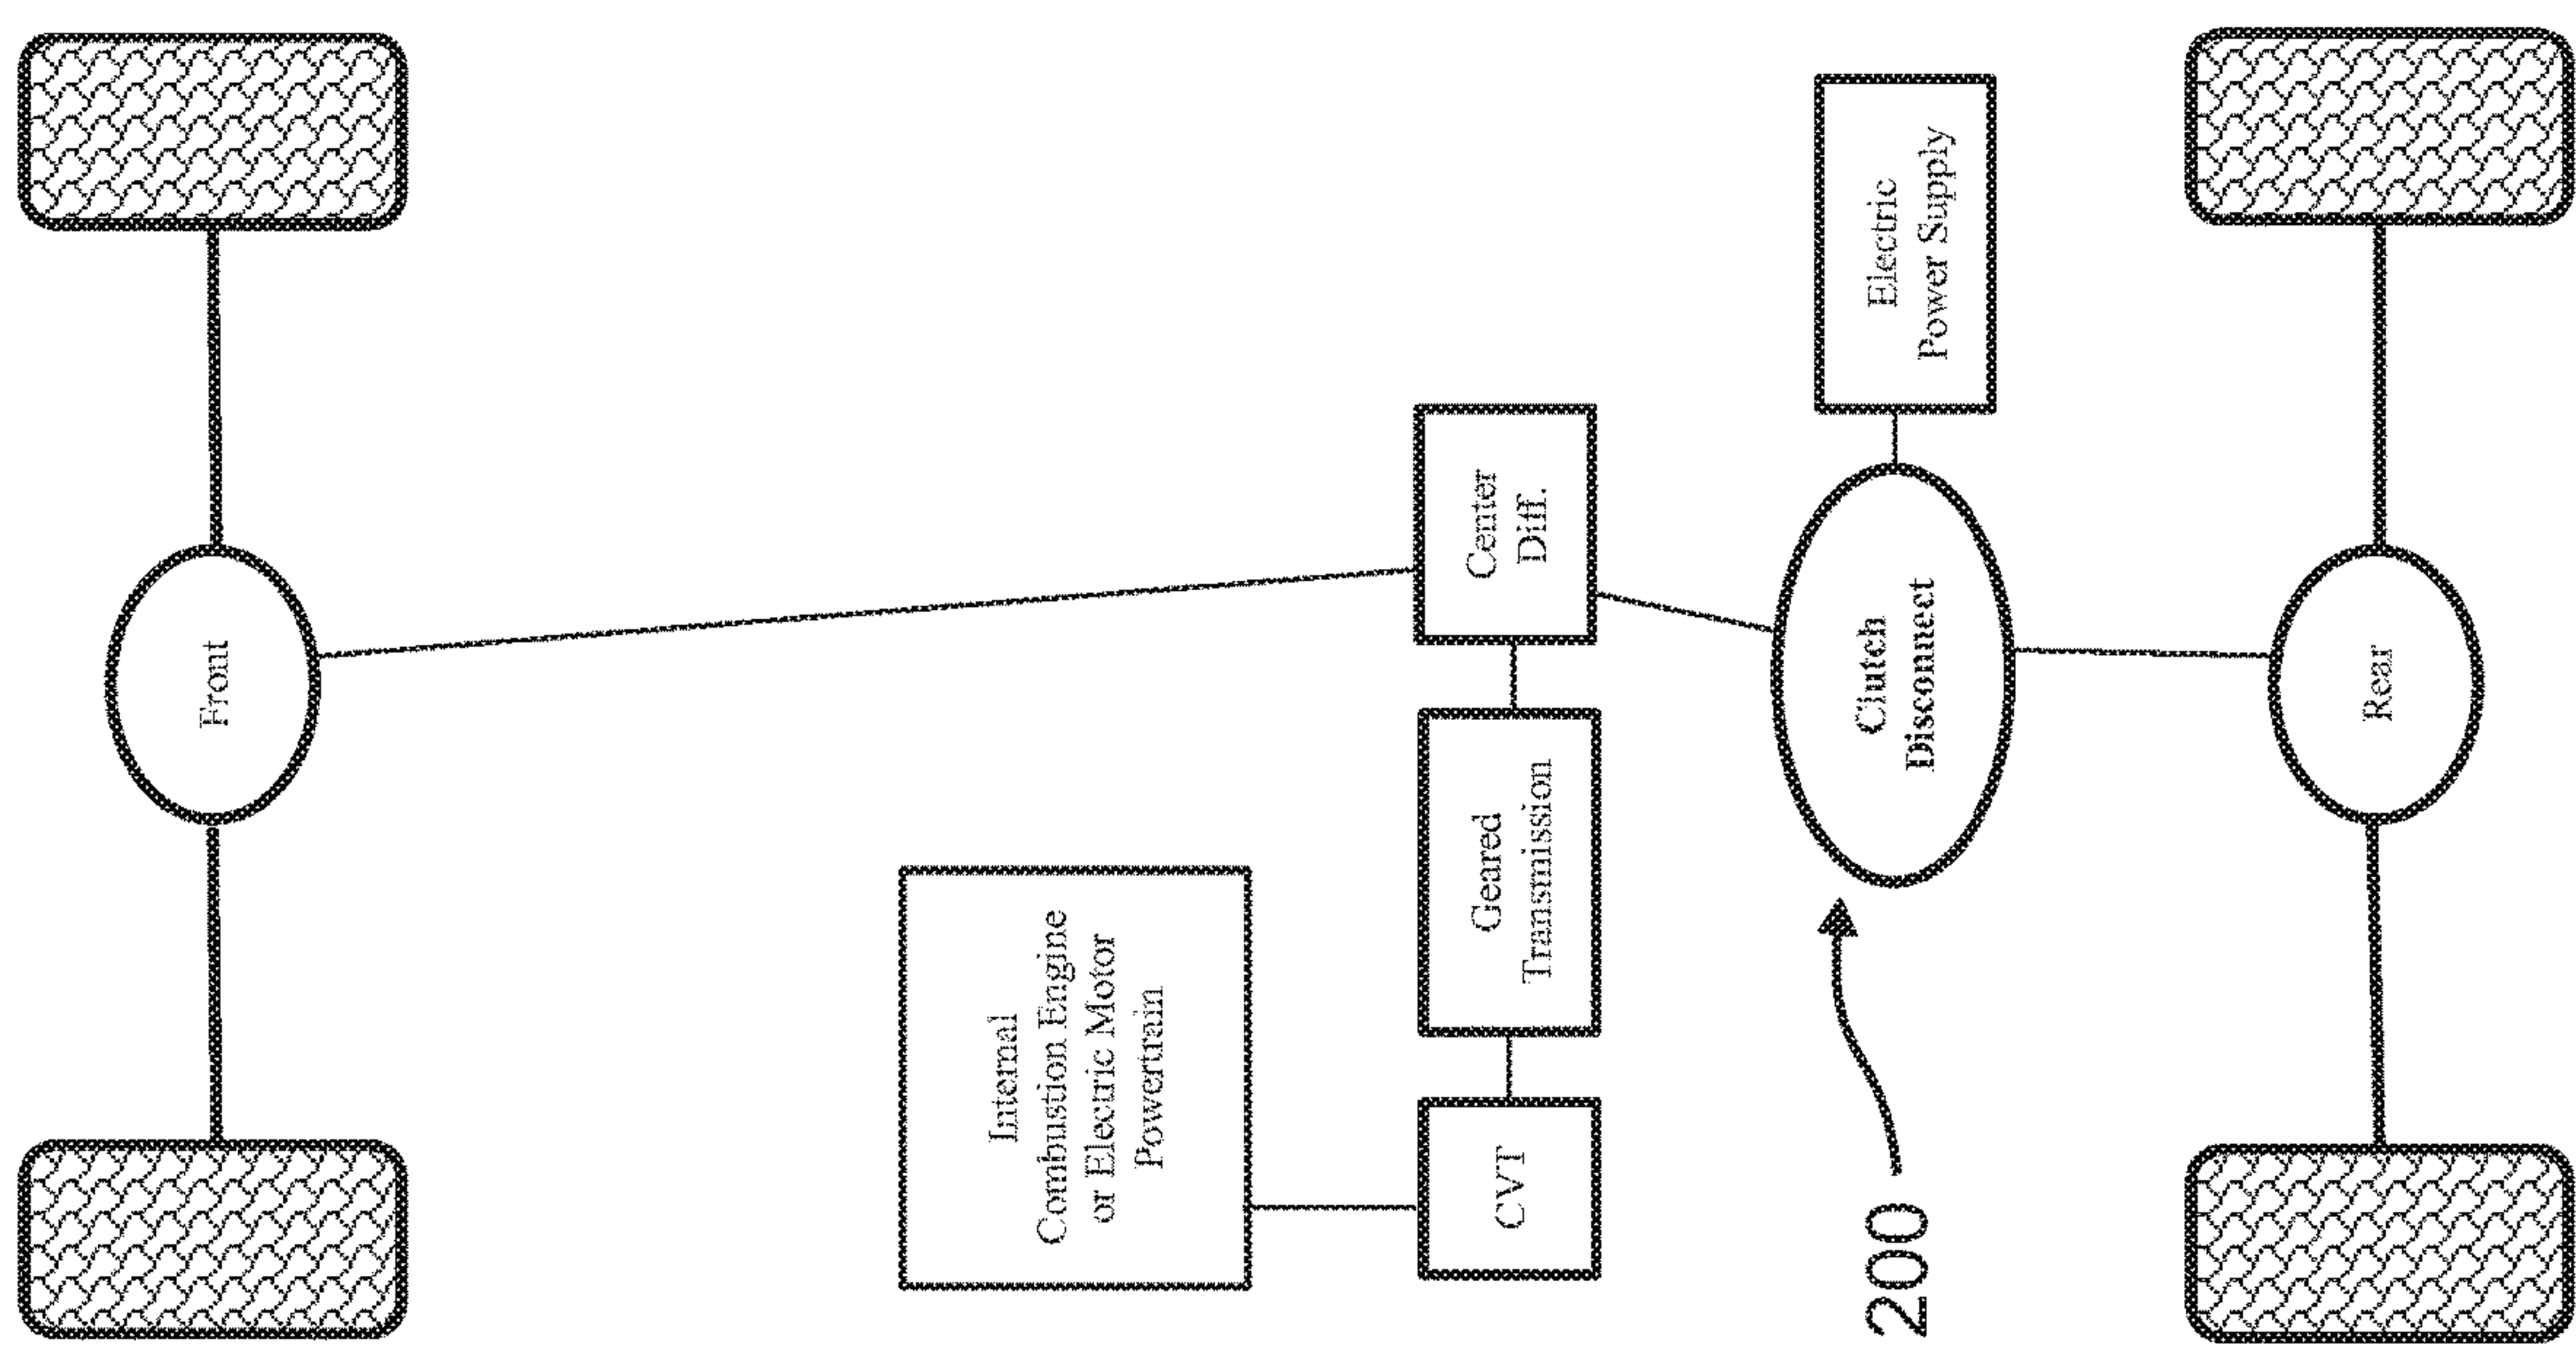 Front
Internal
Combustion Engine
or Electric Motor
Powertrain
CVT
Geared
Transmission
Center
Diff.
Clutch
Disconnect
Electric
Power Supply
Rear
200